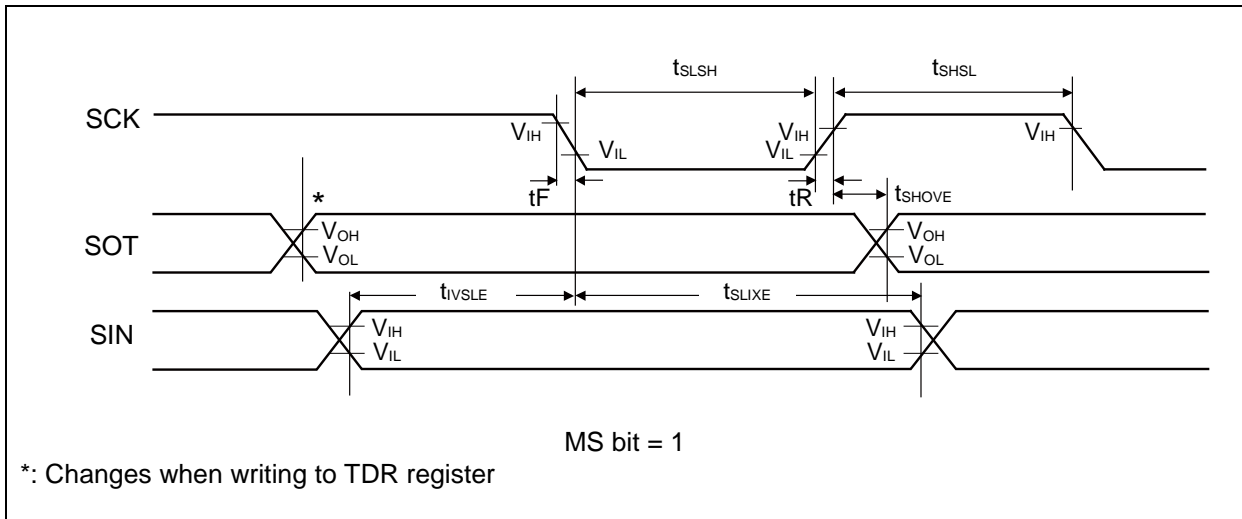 tSLSH
tSHSL
SCK
VIH
VIL
VIH
VIL
VIH
tF
tR
tSHOVE
*
SOT
VOH
VOL
VOH
VOL
tIVSLE
tSLIXE
SIN
VIH
VIL
VIH
VIL
MS bit = 1
*: Changes when writing to TDR register